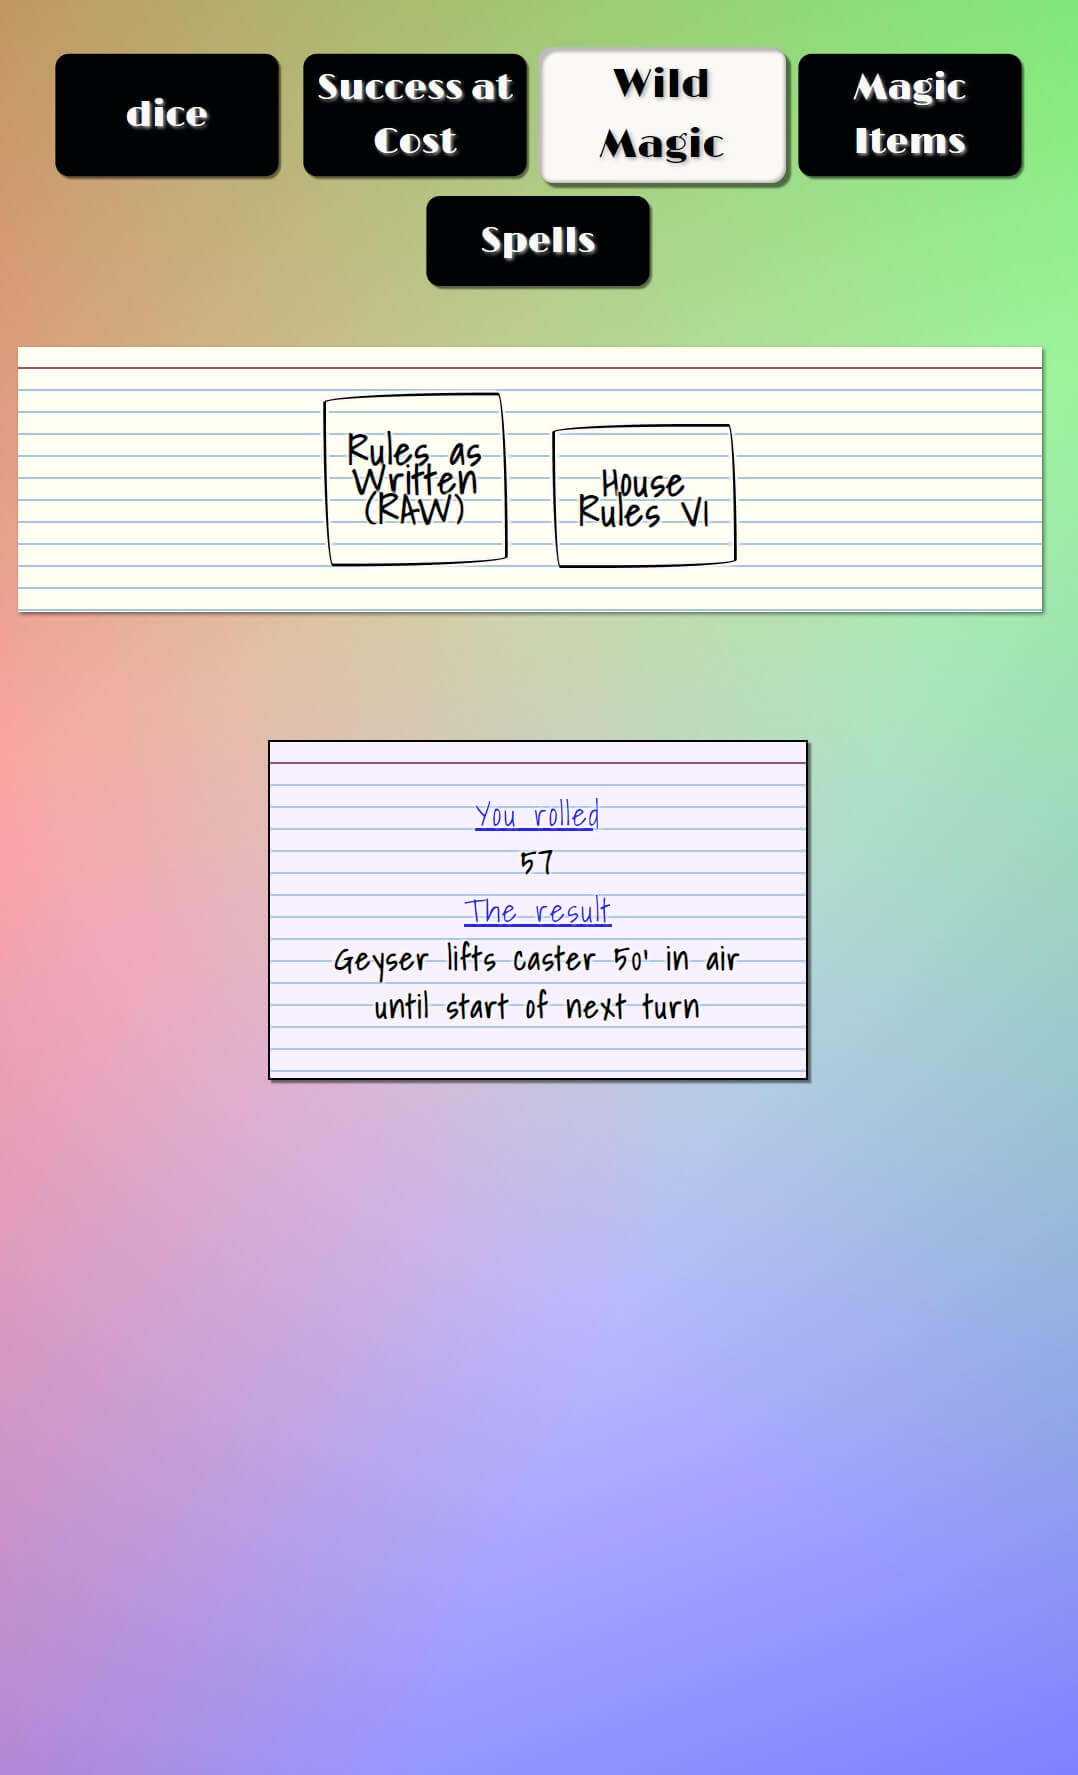 dice
Success at
Cost
Wild
Magic
Magic
Items
Spells
Rules as
Written
(RAW)
House
Rules V1
You rolled
57
The result
Geyser lifts caster 50' in air
until start of next turn